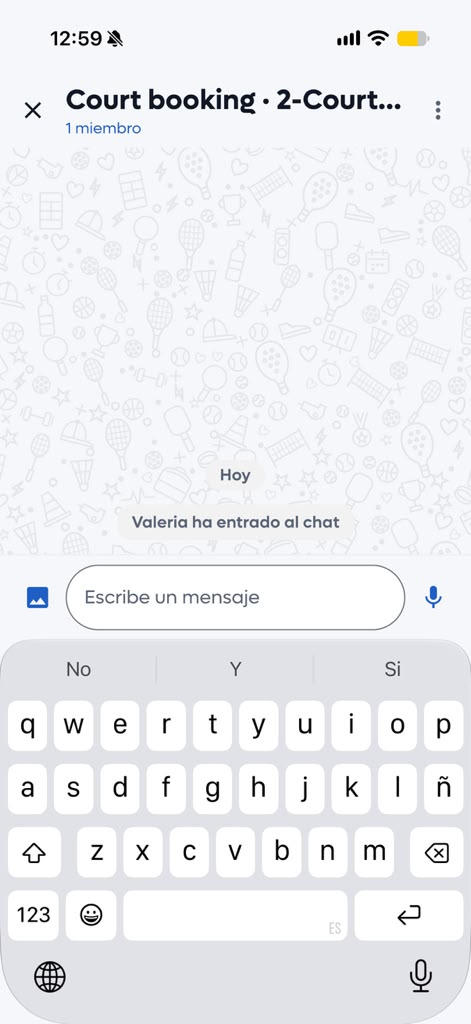 12:59
Court booking · 2-Court...
1 miembro
Hoy
Valeria ha entrado al chat
Escribe un mensaje
No Y Si
q w e r t y u i o p
a s d f g h j k l ñ
z x c v b n m
123 ES